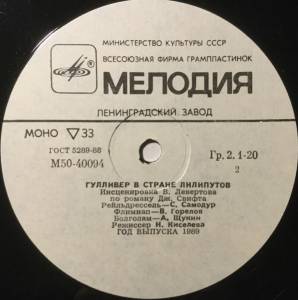 МИНИСТЕРСТВО КУЛЬТУРЫ СССР
ВСЕСОЮЗНАЯ ФИРМА ГРАМПЛАСТИНОК
МЕЛОДИЯ
ЛЕНИНГРАДСКИЙ ЗАВОД
МОНО ▽33
ГОСТ 5289-88
М50-40094
Гр. 2. 1-20
2
ГУЛЛИВЕР В СТРАНЕ ЛИЛИПУТОВ
Инсценировка В. Левертова
по роману Дж. Свифта
Рейльдрессель—С. Самодур
Флимнап—В. Горелов
Болголам—А. Щукин
Режиссер Н. Киселева
ГОД ВЫПУСКА 1989